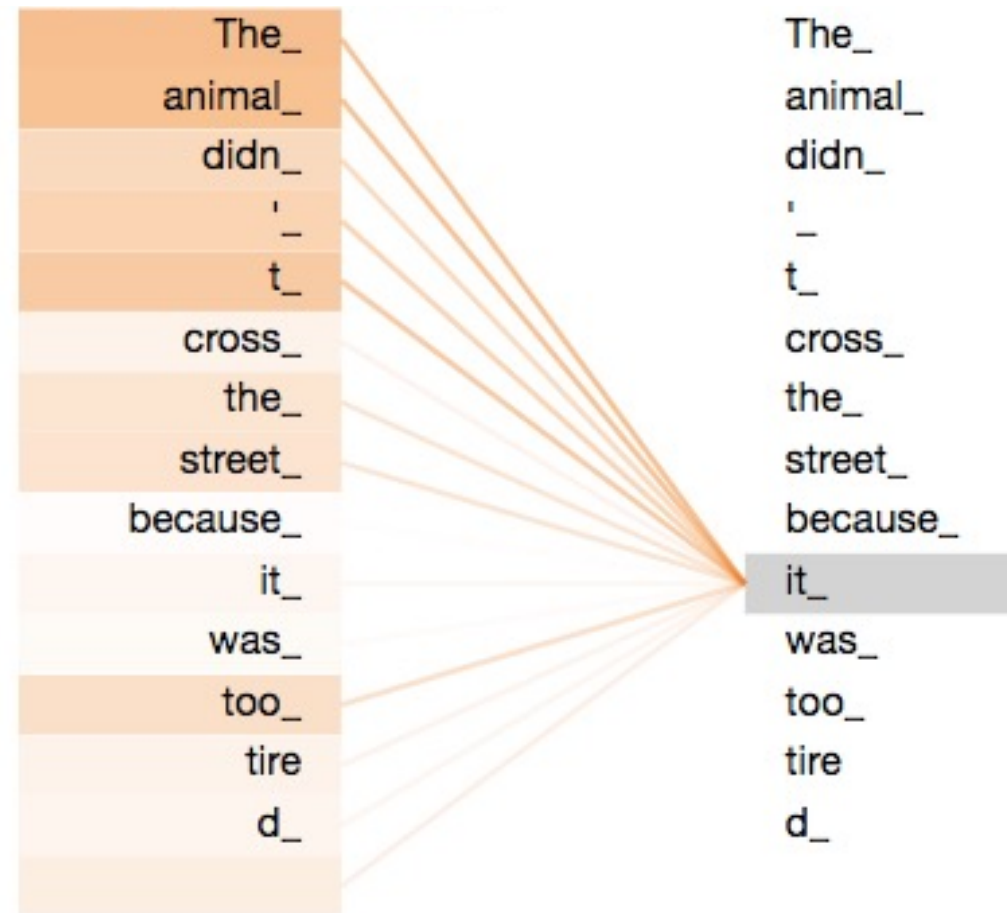 The_ The_
animal_ animal_
didn_ didn_
'_ '_
t_ t_
cross_ cross_
the_ the_
street_ street_
because_ because_
it_ it_
was_ was_
too_ too_
tire tire
d_ d_